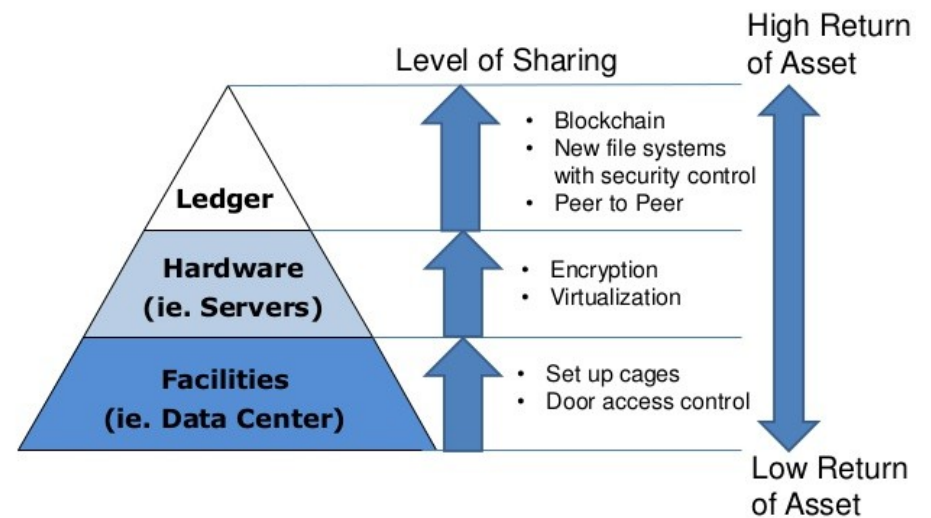 High Return
of Asset
Level of Sharing
• Blockchain
• New file systems
with security control
• Peer to Peer
Ledger
Hardware
(ie. Servers)
• Encryption
• Virtualization
Facilities
(ie. Data Center)
• Set up cages
• Door access control
Low Return
of Asset